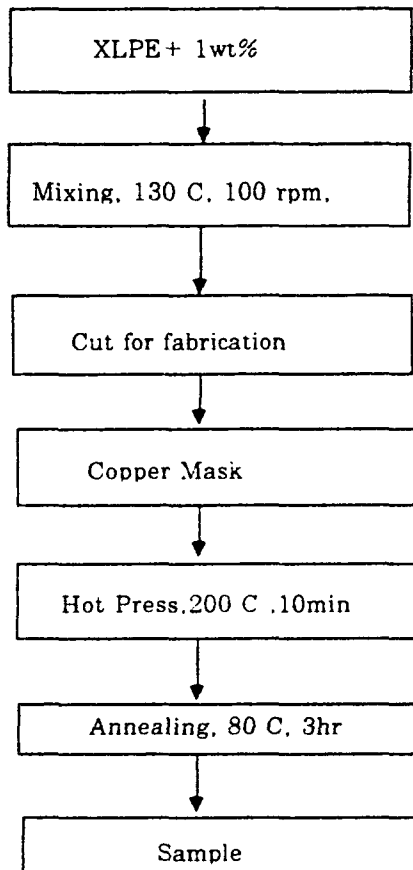 XLPE + 1wt%
Mixing, 130 C, 100 rpm,
Cut for fabrication
Copper Mask
Hot Press,200 C ,10min
Annealing, 80 C, 3hr
Sample